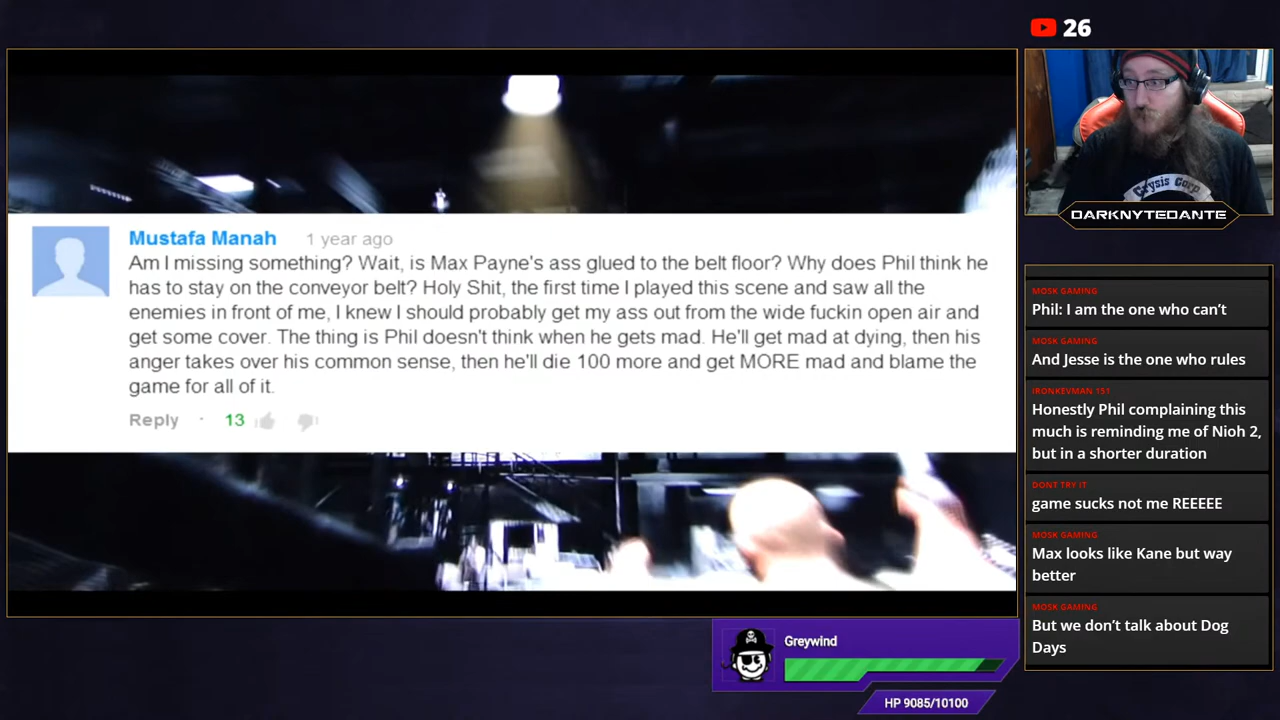 26
Mustafa Manah 1 year ago
Am I missing something? Wait, is Max Payne's ass glued to the belt floor? Why does Phil think he
has to stay on the conveyor belt? Holy Shit, the first time I played this scene and saw all the
enemies in front of me, I knew I should probably get my ass out from the wide fuckin open air and
get some cover. The thing is Phil doesn't think when he gets mad. He'll get mad at dying, then his
anger takes over his common sense, then he'll die 100 more and get MORE mad and blame the
game for all of it.
Reply · 13
Crysis Corp
DARKNYTEDANTE
MOSK GAMING
Phil: I am the one who can't
MOSK GAMING
And Jesse is the one who rules
IRONKEVMAN 151
Honestly Phil complaining this
much is reminding me of Nioh 2,
but in a shorter duration
DONT TRY IT
game sucks not me REEEEE
MOSK GAMING
Max looks like Kane but way
better
MOSK GAMING
But we don't talk about Dog
Days
Greywind
HP 9085/10100